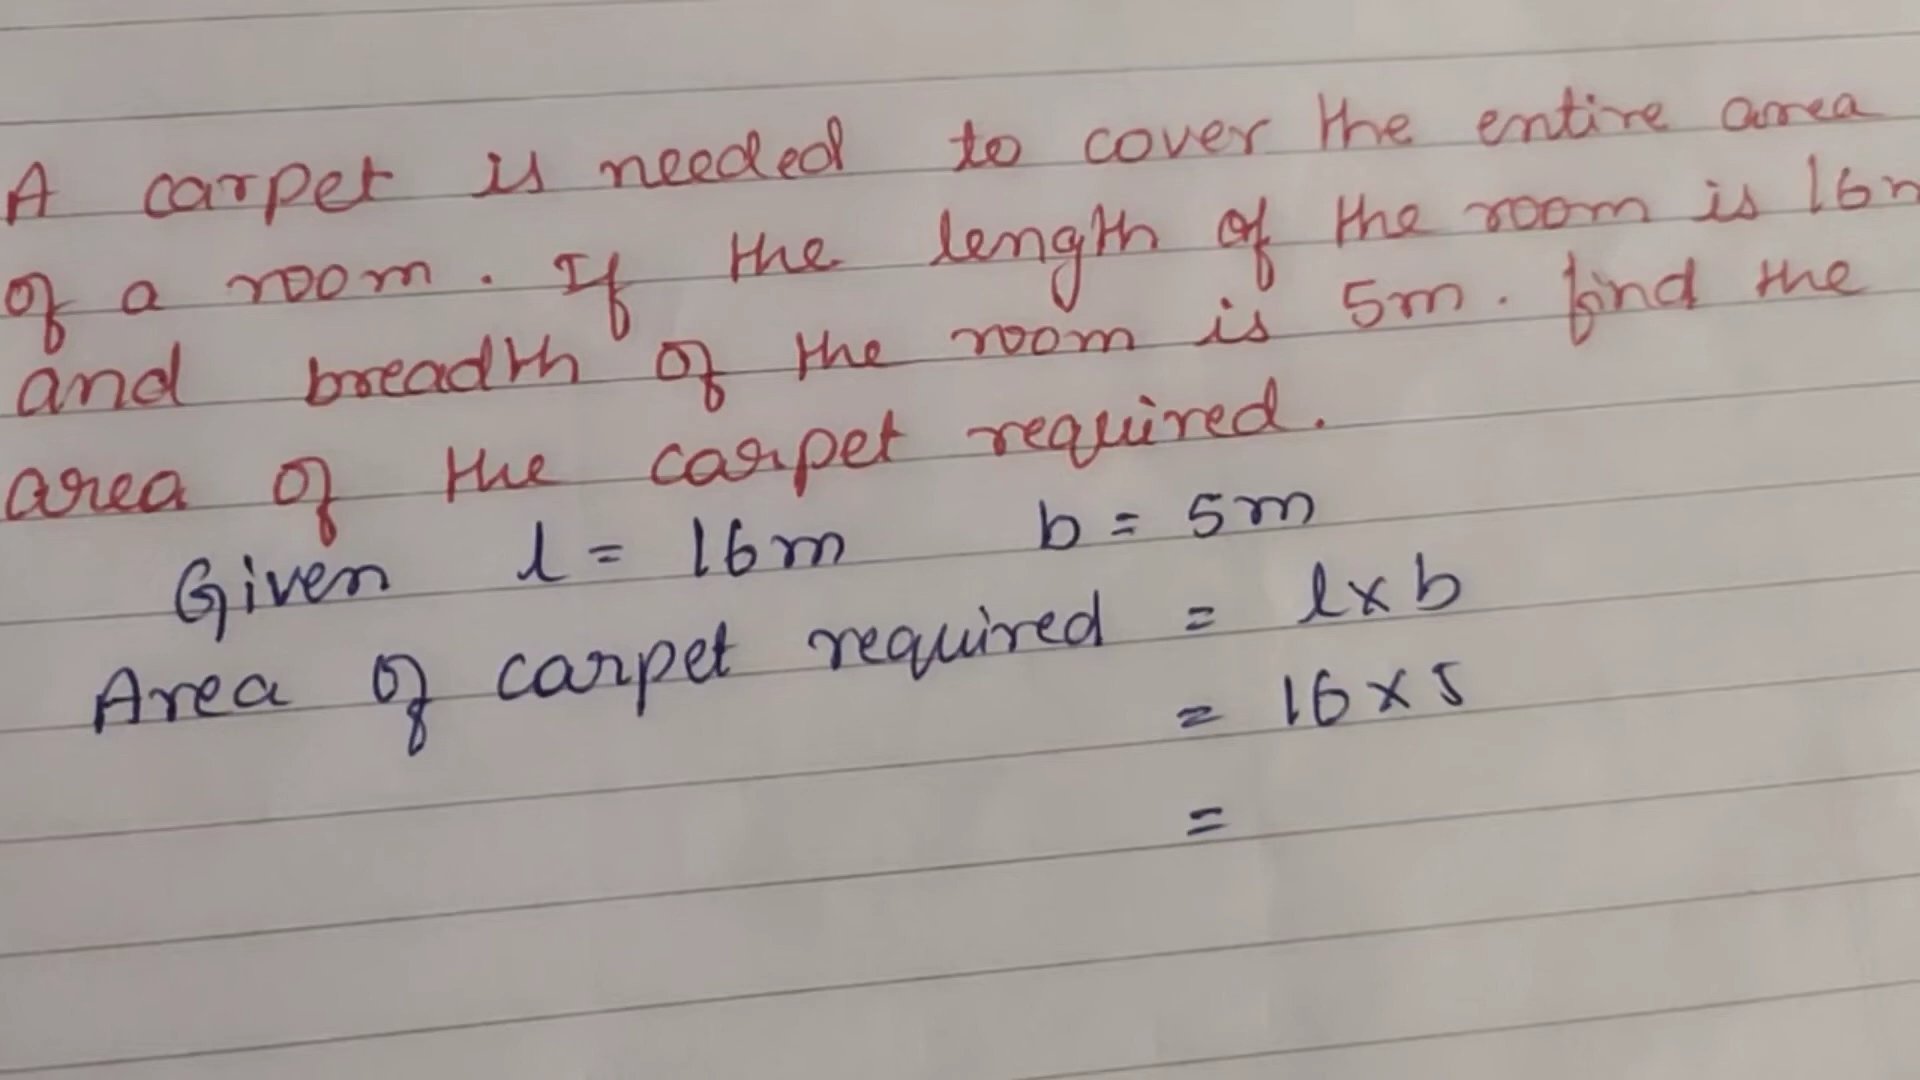 A carpet is needed to cover the entire area
of a room. If the length of the room is 16m
and breadth of the room is 5m. find the
area of the carpet required.
Given l = 16m b = 5m
Area of carpet required = l×b
= 16×5
=